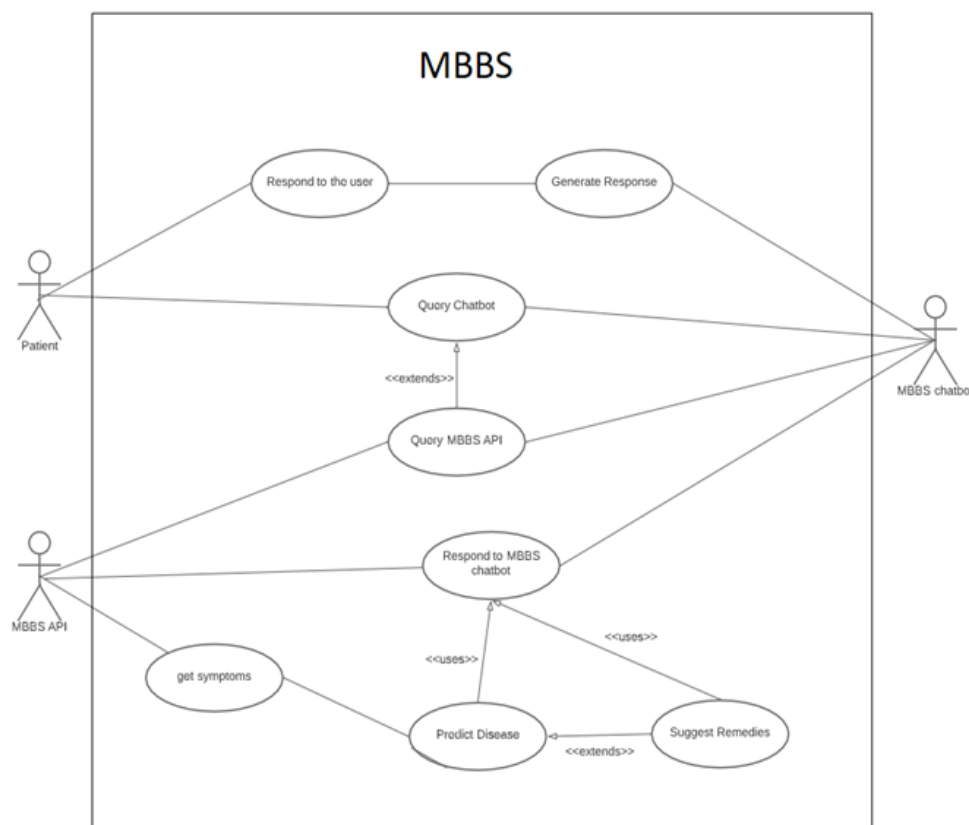 MBBS
Respond to the user
Generate Response
Query Chatbot
Patient
<<extends>>
MBBS chatbo
Query MBBS API
Respond to MBBS
chatbot
MBBS API
<<uses>>
<<uses>>
get symptoms
Predict Disease
Suggest Remedies
<<extends>>